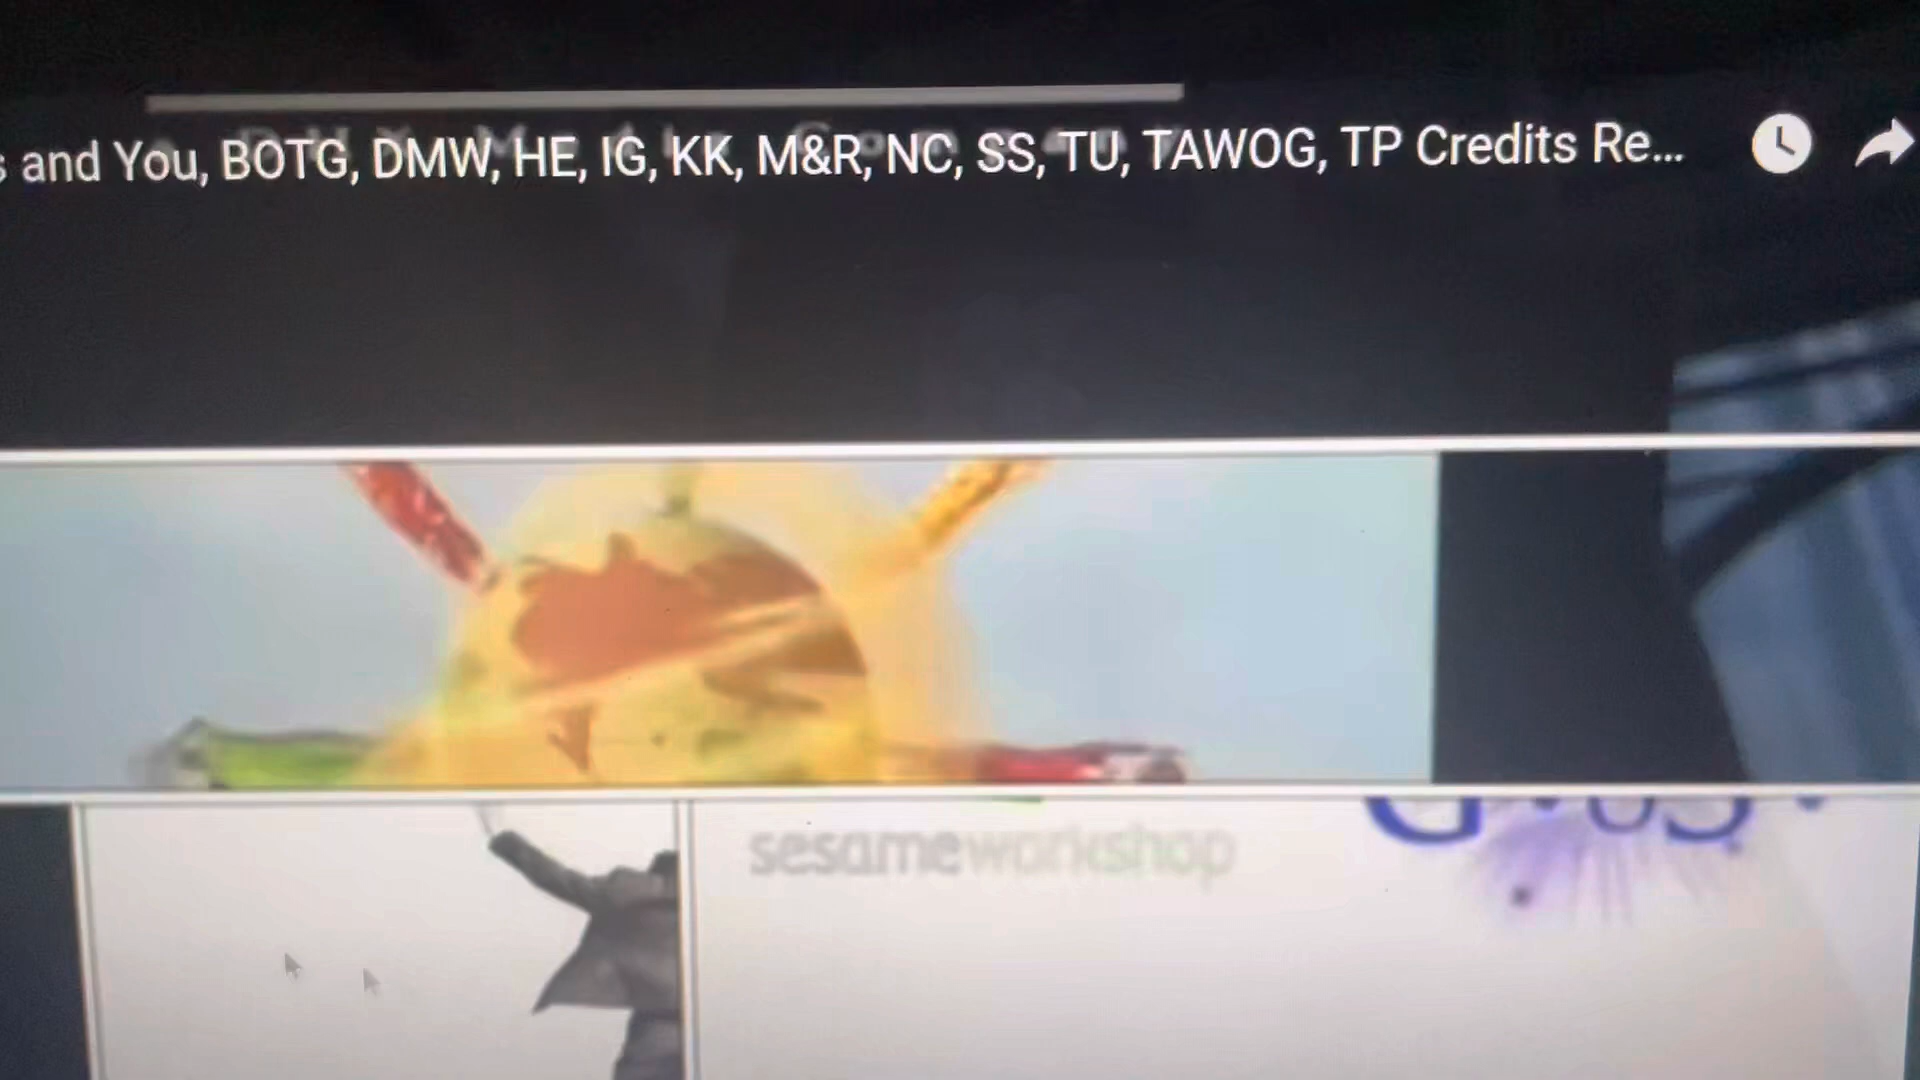 and You, BOTG, DMW, HE, IG, KK, M&R, NC, SS, TU, TAWOG, TP Credits Re...
sesameworkshop